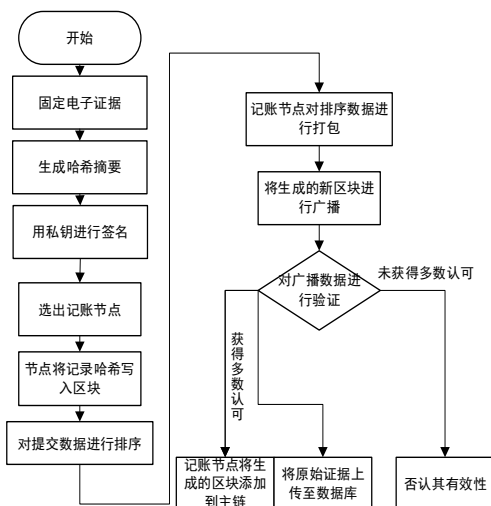 开始
固定电子证据
生成哈希摘要
用私钥进行签名
选出记账节点
节点将记录哈希写
入区块
对提交数据进行排序
记账节点对排序数据进
行打包
将生成的新区块进
行广播
对广播数据进
行验证
未获得多数认可
获得多数认可
记账节点将生
成的区块添加
到主链
将原始证据上
传至数据库
否认其有效性